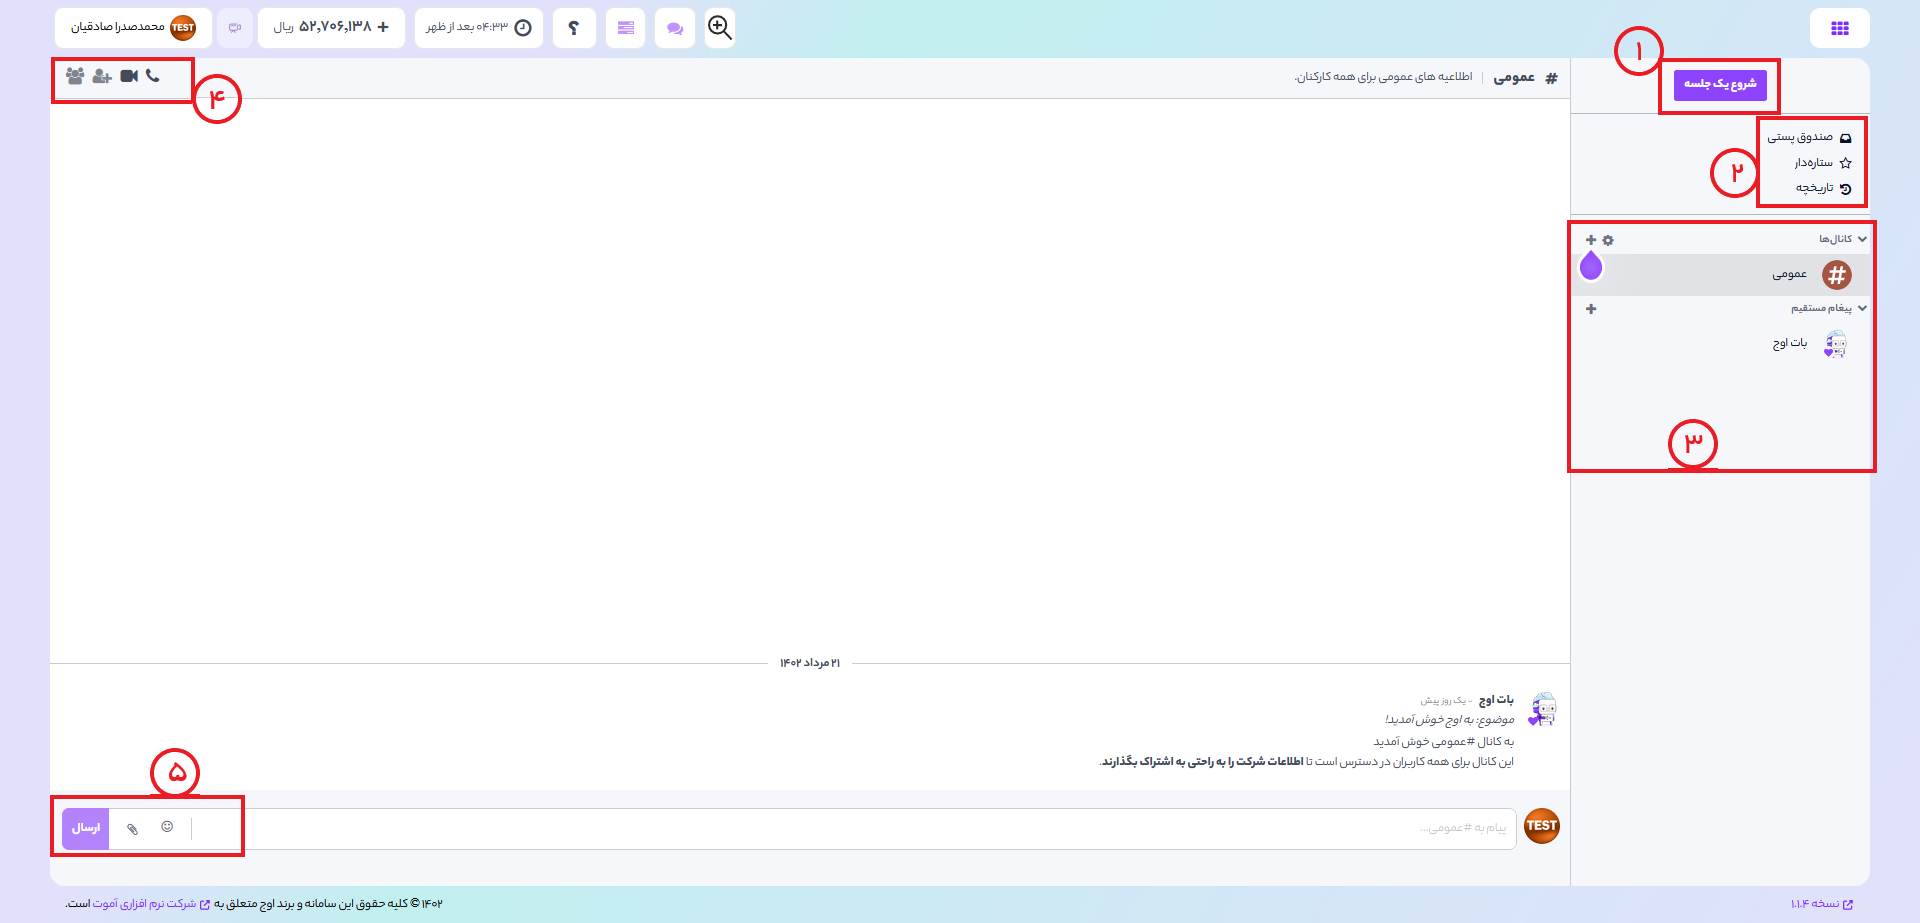 محمدصدرا صادقیان
TEST
۵۲,۷۰۶,۱۳۸ ریال
۰۴:۳۳ بعد از ظهر
؟
۱
شروع یک جلسه
# عمومی
اطلاعیه های عمومی برای همه کارکنان.
۴
صندوق پستی
ستاره‌دار
تاریخچه
۲
کانال‌ها
# عمومی
پیغام مستقیم
بات اوج
۳
۲۱ مرداد ۱۴۰۲
بات اوج - یک روز پیش
موضوع: به اوج خوش آمدید!
به کانال #عمومی خوش آمدید
این کانال برای همه کاربران در دسترس است تا اطلاعات شرکت را به راحتی به اشتراک بگذارند.
۵
TEST
پیام به #عمومی...
ارسال
نسخه ۱.۱.۴
۱۴۰۲ © کلیه حقوق این سامانه و برند اوج متعلق به شرکت نرم افزاری آموت است.